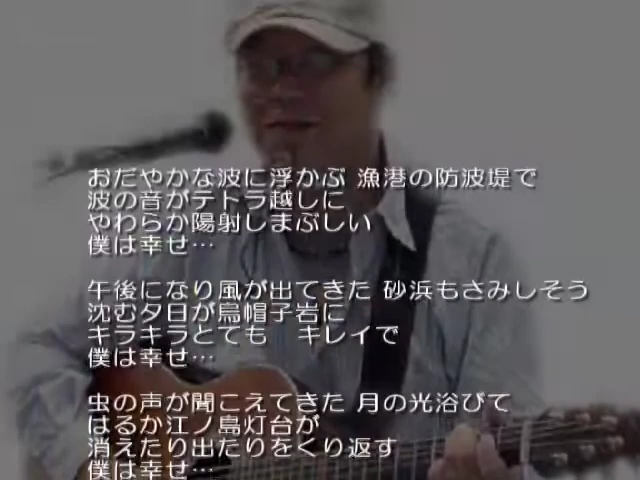 おだやかな波に浮かぶ 漁港の防波堤で
波の音がテトラ越しに
やわらか陽射しまぶしい
僕は幸せ…
午後になり風が出てきた 砂浜もさみしそう
沈む夕日が烏帽子岩に
キラキラとても　キレイで
僕は幸せ…
虫の声が聞こえてきた 月の光浴びて
はるか江ノ島灯台が
消えたり出たりをくり返す
僕は幸せ…